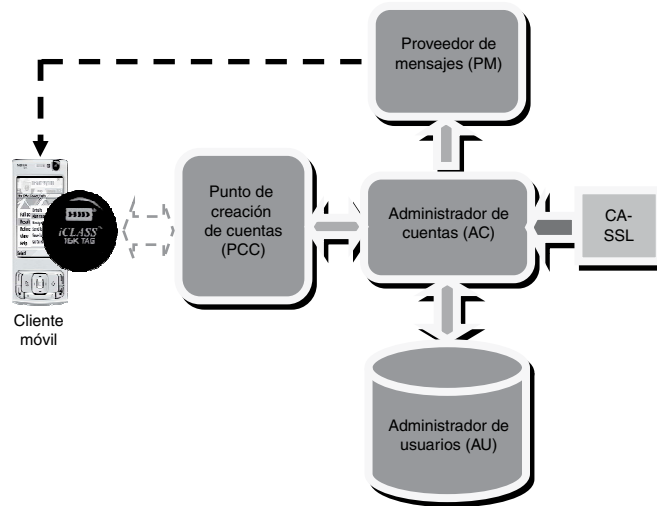 Proveedor de
mensajes (PM)
Punto de
creación
de cuentas
(PCC)
Administrador de
cuentas (AC)
CA-
SSL
iCLASS™
16K TAG
Cliente
móvil
Administrador de
usuarios (AU)